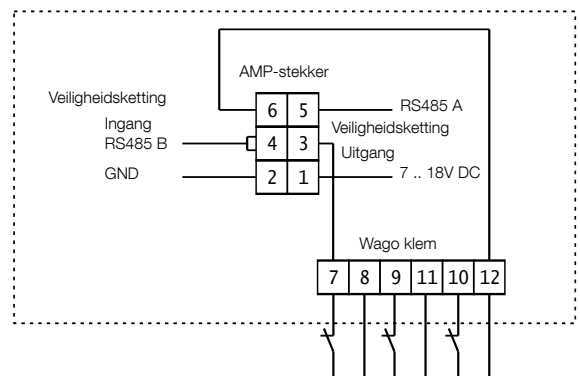 AMP-stekker
Veiligheidsketting
Ingang
6 5
RS485 A
RS485 B
4 3
Veiligheidsketting
Uitgang
GND
2 1
7 .. 18V DC
Wago klem
7 8 9 11 10 12